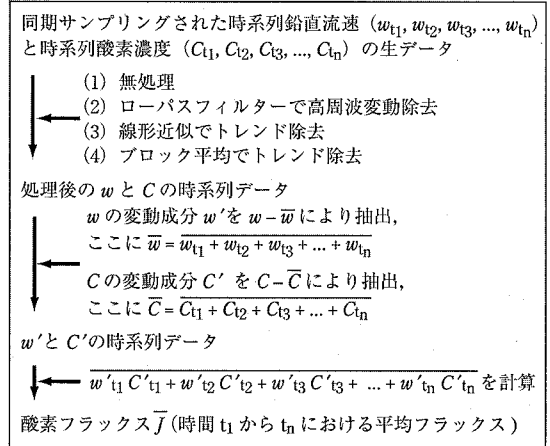 同期サンプリングされた時系列鉛直流速（w_t1, w_t2, w_t3, ..., w_tn）
と時系列酸素濃度（C_t1, C_t2, C_t3, ..., C_tn）の生データ
(1) 無処理
(2) ローパスフィルターで高周波変動除去
(3) 線形近似でトレンド除去
(4) ブロック平均でトレンド除去
処理後の w と C の時系列データ
w の変動成分 w′を w−w̅ により抽出，
ここに w̅ = \overline{w_t1 + w_t2 + w_t3 + ... + w_tn}
C の変動成分 C′ を C−C̅ により抽出，
ここに C̅ = \overline{C_t1 + C_t2 + C_t3 + ... + C_tn}
w′と C′の時系列データ
\overline{w′_t1 C′_t1 + w′_t2 C′_t2 + w′_t3 C′_t3 + ... + w′_tn C′_tn} を計算
酸素フラックス J̅（時間 t1 から tn における平均フラックス）